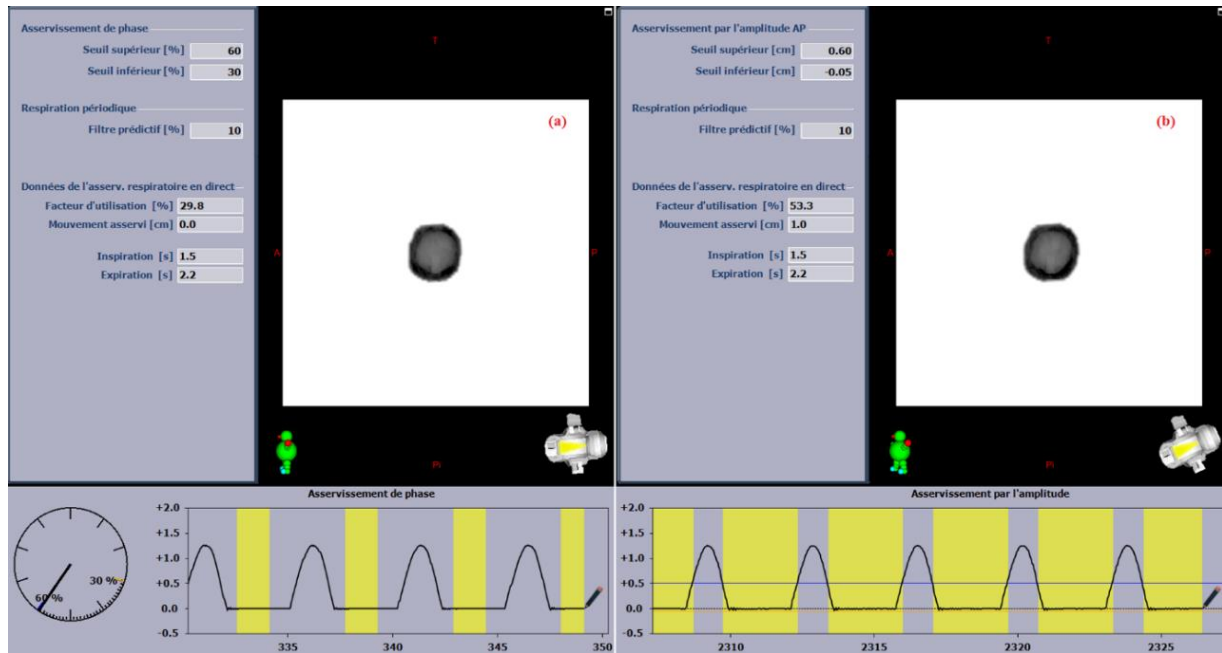 Asservissement de phase
Seuil supérieur [%] 60
Seuil inférieur [%] 30
Respiration périodique
Filtre prédictif [%] 10
Données de l'asserv. respiratoire en direct
Facteur d'utilisation [%] 29.8
Mouvement asservi [cm] 0.0
Inspiration [s] 1.5
Expiration [s] 2.2
T
(a)
A
P
Pi
Asservissement par l'amplitude AP
Seuil supérieur [cm] 0.60
Seuil inférieur [cm] -0.05
Respiration périodique
Filtre prédictif [%] 10
Données de l'asserv. respiratoire en direct
Facteur d'utilisation [%] 53.3
Mouvement asservi [cm] 1.0
Inspiration [s] 1.5
Expiration [s] 2.2
T
(b)
A
P
Pi
30 %
60 %
Asservissement de phase
+2.0
+1.5
+1.0
+0.5
0.0
-0.5
335 340 345 350
Asservissement par l'amplitude
+2.0
+1.5
+1.0
+0.5
0.0
-0.5
2310 2315 2320 2325